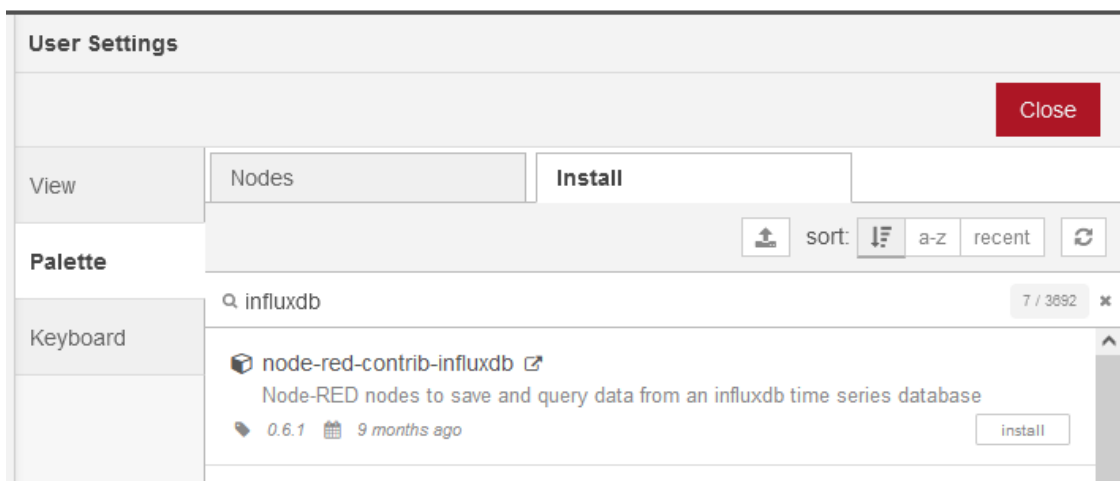 User Settings
Close
View
Nodes
Install
sort:
a-z
recent
Palette
influxdb
7 / 3692
Keyboard
node-red-contrib-influxdb
Node-RED nodes to save and query data from an influxdb time series database
0.6.1 9 months ago
install